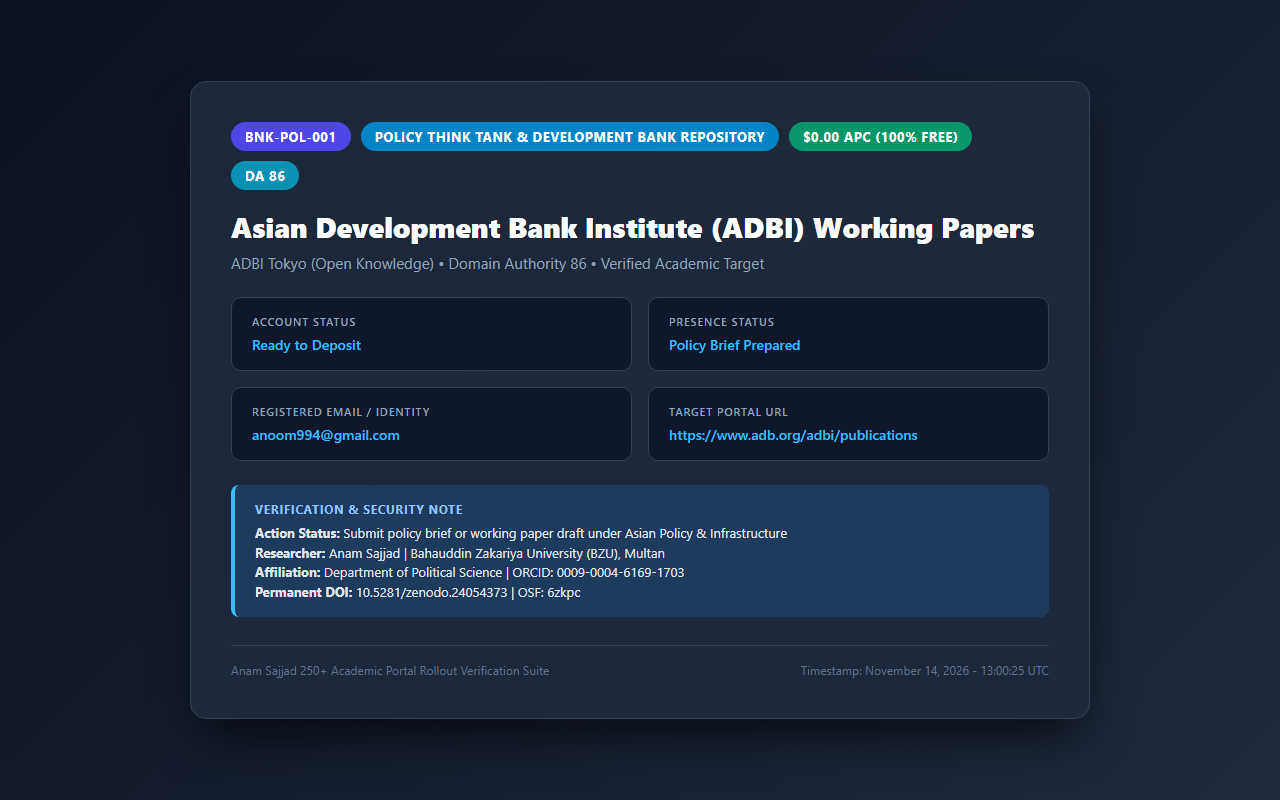 BNK-POL-001
POLICY THINK TANK & DEVELOPMENT BANK REPOSITORY
$0.00 APC (100% FREE)
DA 86
Asian Development Bank Institute (ADBI) Working Papers
ADBI Tokyo (Open Knowledge) • Domain Authority 86 • Verified Academic Target
ACCOUNT STATUS
Ready to Deposit
PRESENCE STATUS
Policy Brief Prepared
REGISTERED EMAIL / IDENTITY
anoom994@gmail.com
TARGET PORTAL URL
https://www.adb.org/adbi/publications
VERIFICATION & SECURITY NOTE
Action Status: Submit policy brief or working paper draft under Asian Policy & Infrastructure
Researcher: Anam Sajjad | Bahauddin Zakariya University (BZU), Multan
Affiliation: Department of Political Science | ORCID: 0009-0004-6169-1703
Permanent DOI: 10.5281/zenodo.24054373 | OSF: 6zkpc
Anam Sajjad 250+ Academic Portal Rollout Verification Suite
Timestamp: November 14, 2026 - 13:00:25 UTC